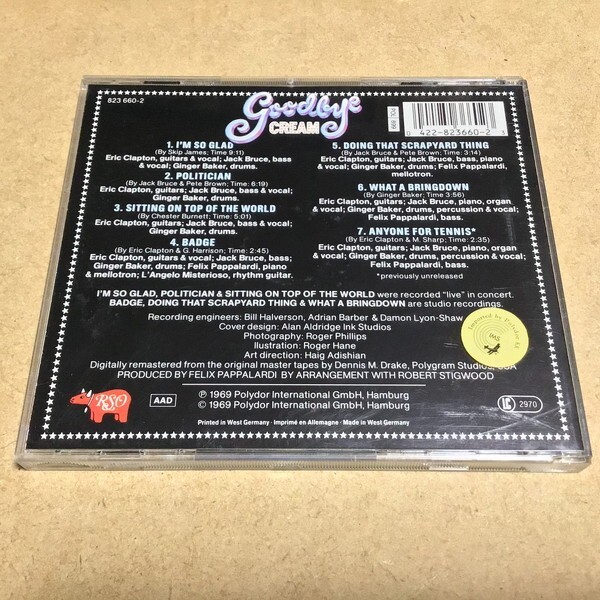 823 660-2
Goodbye
CREAM
0 422-823660-2 3
1. I'M SO GLAD
(By Skip James; Time: 9:11)
Eric Clapton, guitars & vocal; Jack Bruce, bass
& vocal; Ginger Baker, drums.
2. POLITICIAN
(By Jack Bruce & Pete Brown; Time: 6:19)
Eric Clapton, guitars; Jack Bruce, bass & vocal;
Ginger Baker, drums.
3. SITTING ON TOP OF THE WORLD
(By Chester Burnett; Time: 5:01)
Eric Clapton, guitars; Jack Bruce, bass & vocal;
Ginger Baker, drums.
4. BADGE
(By Eric Clapton & G. Harrison; Time: 2:45)
Eric Clapton, guitars & vocal; Jack Bruce, bass;
Ginger Baker, drums; Felix Pappalardi, piano
& mellotron; L'Angelo Misterioso, rhythm guitar.
5. DOING THAT SCRAPYARD THING
(By Jack Bruce & Pete Brown; Time: 3:14)
Eric Clapton, guitars; Jack Bruce, bass, piano
& vocal; Ginger Baker, drums; Felix Pappalardi,
mellotron.
6. WHAT A BRINGDOWN
(By Ginger Baker; Time: 3:56)
Eric Clapton, guitars; Jack Bruce, piano, organ
& vocal; Ginger Baker, drums, percussion & vocal;
Felix Pappalardi, bass.
7. ANYONE FOR TENNIS*
(By Eric Clapton & M. Sharp; Time: 2:35)
Eric Clapton, guitars; Jack Bruce, piano, organ
& vocal; Ginger Baker, drums; Felix
Pappalardi, bass.
*previously unreleased
I'M SO GLAD, POLITICIAN & SITTING ON TOP OF THE WORLD were recorded "live" in concert.
BADGE, DOING THAT SCRAPYARD THING & WHAT A BRINGDOWN are studio recordings.
Recording engineers: Bill Halverson, Adrian Barber & Damon Lyon-Shaw
Cover design: Alan Aldridge Ink Studios
Photography: Roger Phillips
Ilustration: Roger Hane
Art direction: Haig Adishian
Digitally remastered from the original master tapes by Dennis M. Drake, Polygram Studios, USA
PRODUCED BY FELIX PAPPALARDI BY ARRANGEMENT WITH ROBERT STIGWOOD
Imported by Polydor
RSO
AAD
℗ 1969 Polydor International GmbH, Hamburg
© 1969 Polydor International GmbH, Hamburg
LC 2970
Printed in West Germany · Imprimé en Allemagne · Made in West Germany